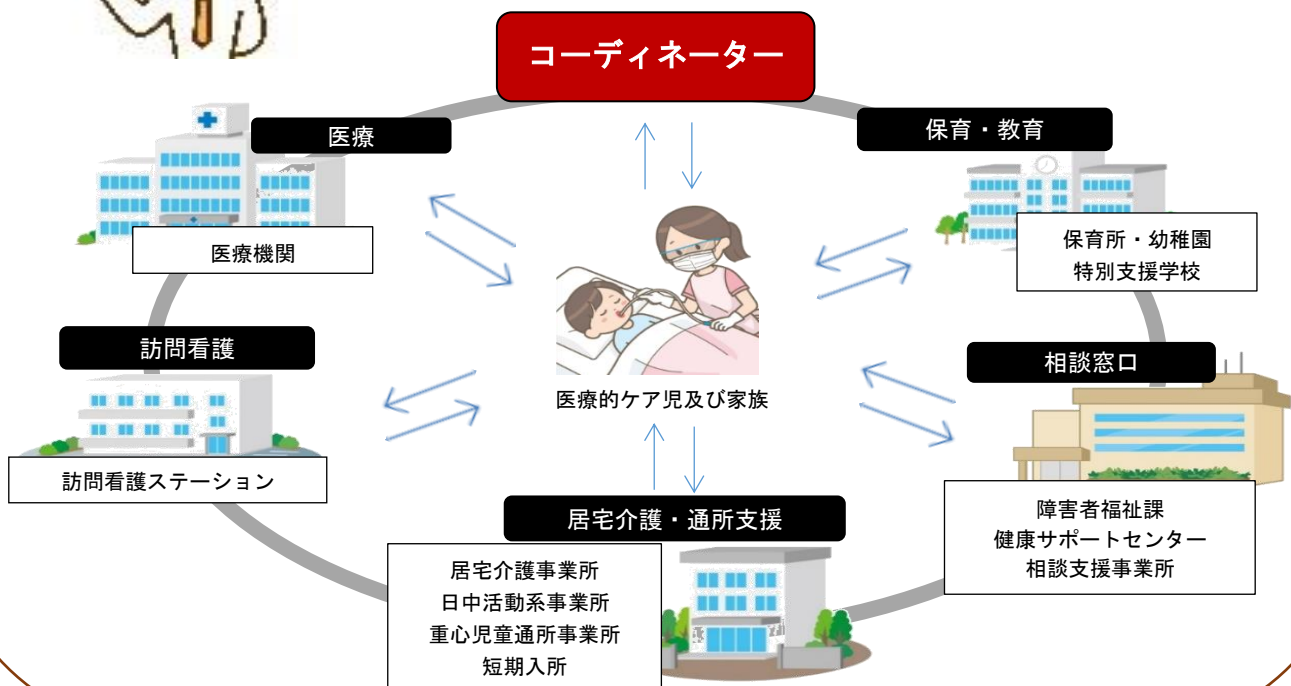 コーディネーター
医療
医療機関
保育・教育
保育所・幼稚園
特別支援学校
訪問看護
訪問看護ステーション
医療的ケア児及び家族
相談窓口
障害者福祉課
健康サポートセンター
相談支援事業所
居宅介護・通所支援
居宅介護事業所
日中活動系事業所
重心児童通所事業所
短期入所